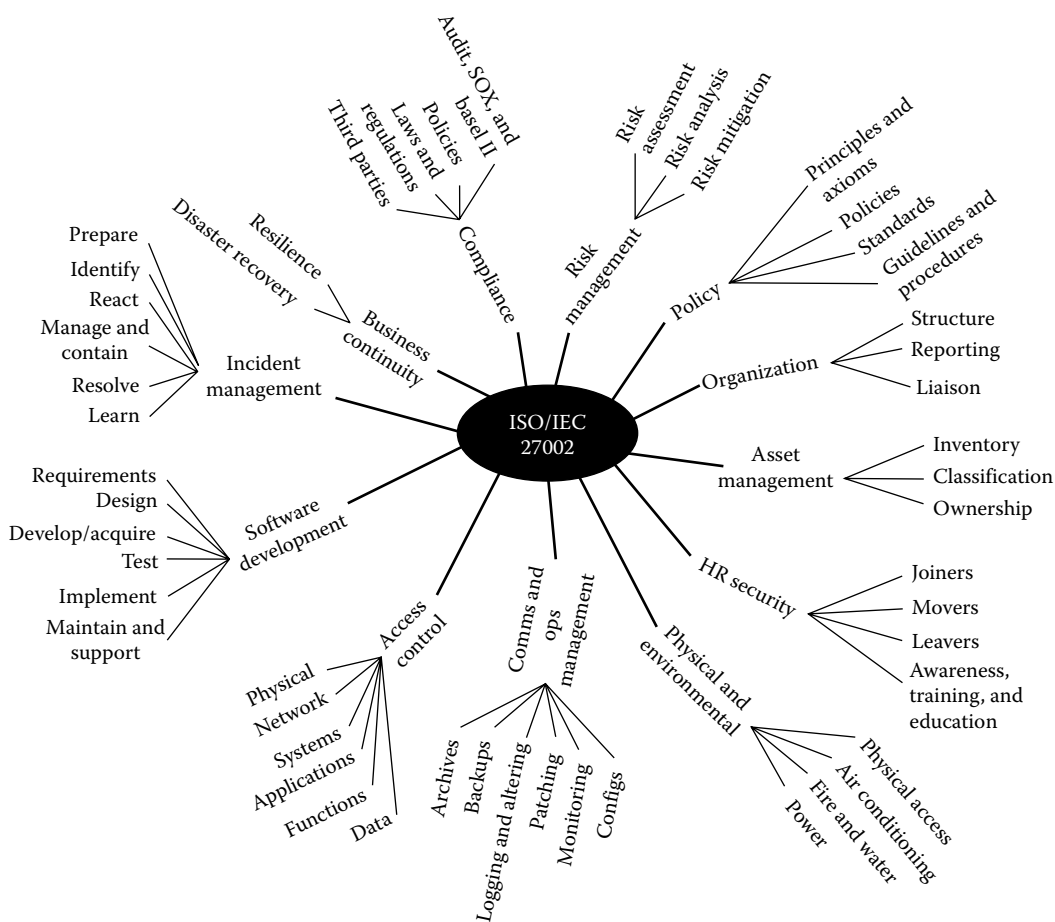 ISO/IEC
27002
Risk
management
Risk
assessment
Risk analysis
Risk mitigation
Policy
Principles and
axioms
Policies
Standards
Guidelines and
procedures
Organization
Structure
Reporting
Liaison
Asset
management
Inventory
Classification
Ownership
HR security
Joiners
Movers
Leavers
Awareness,
training, and
education
Physical and
environmental
Physical access
Air conditioning
Fire and water
Power
Comms and
ops
management
Archives
Backups
Logging and altering
Patching
Monitoring
Configs
Access
control
Physical
Network
Systems
Applications
Functions
Data
Software
development
Requirements
Design
Develop/acquire
Test
Implement
Maintain and
support
Incident
management
Prepare
Identify
React
Manage and
contain
Resolve
Learn
Business
continuity
Resilience
Disaster recovery
Compliance
Third parties
Laws and
regulations
Policies
Audit, SOX, and
basel II